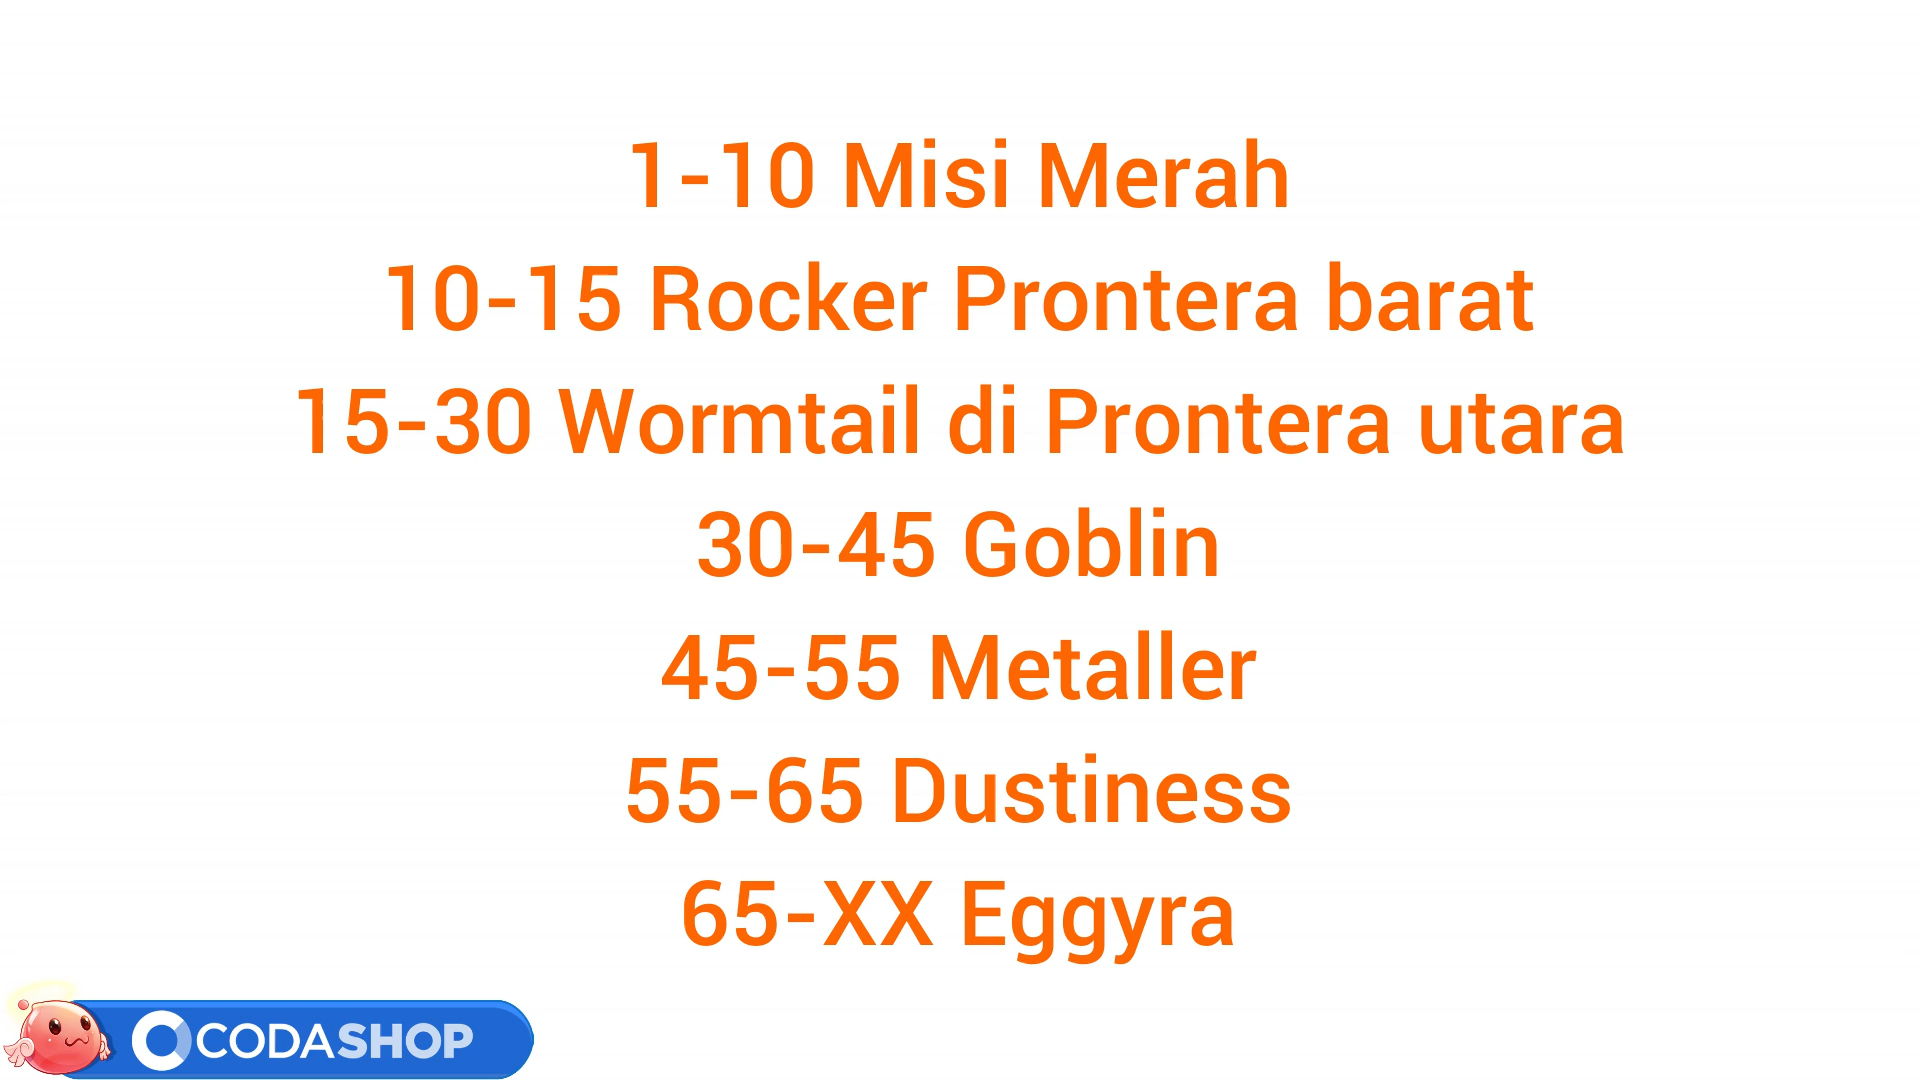 1-10 Misi Merah
10-15 Rocker Prontera barat
15-30 Wormtail di Prontera utara
30-45 Goblin
45-55 Metaller
55-65 Dustiness
65-XX Eggyra
CODASHOP